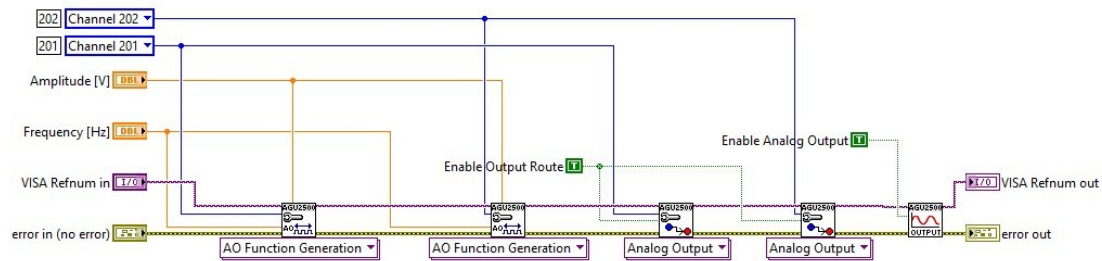 202 Channel 202
201 Channel 201
Amplitude [V] DBL
Frequency [Hz] DBL
Enable Analog Output T
Enable Output Route T
VISA Refnum in I/O
I/O VISA Refnum out
AGU2500 AGU2500 AGU2500 AGU2500 AGU2500
AO AO OUTPUT
error in (no error)
error out
AO Function Generation AO Function Generation Analog Output Analog Output